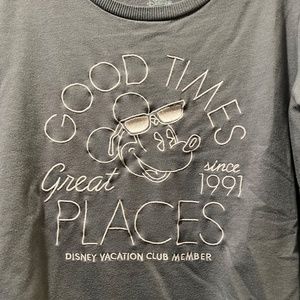 GOOD TIMES
Great
since
1991
PLACES
DISNEY VACATION CLUB MEMBER